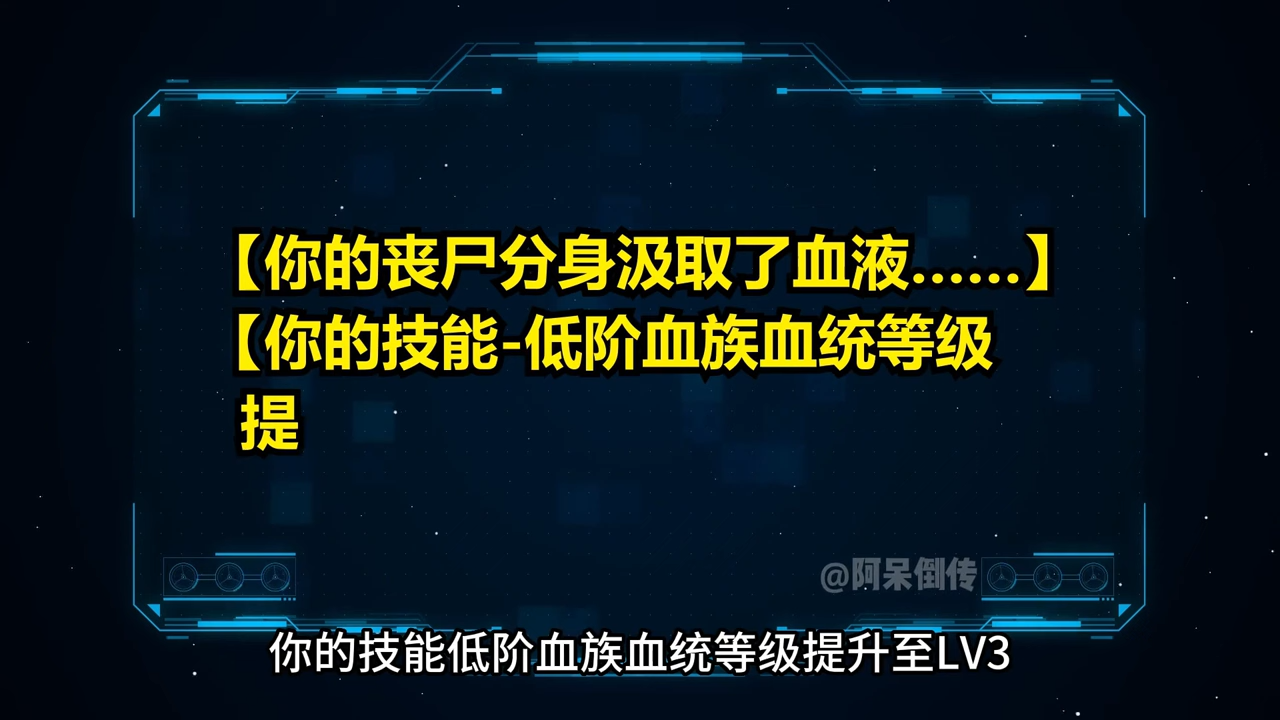 【你的丧尸分身汲取了血液……】
【你的技能-低阶血族血统等级
提
@阿呆倒传
你的技能低阶血族血统等级提升至LV3